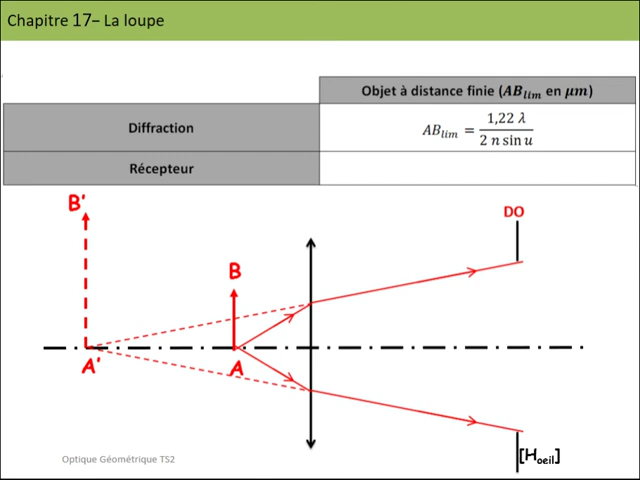 Chapitre 17– La loupe
Objet à distance finie (AB_lim en µm)
Diffraction
AB_lim = 1,22 λ / 2 n sin u
Récepteur
B'
DO
B
A'
A
[H_oeil]
Optique Géométrique TS2